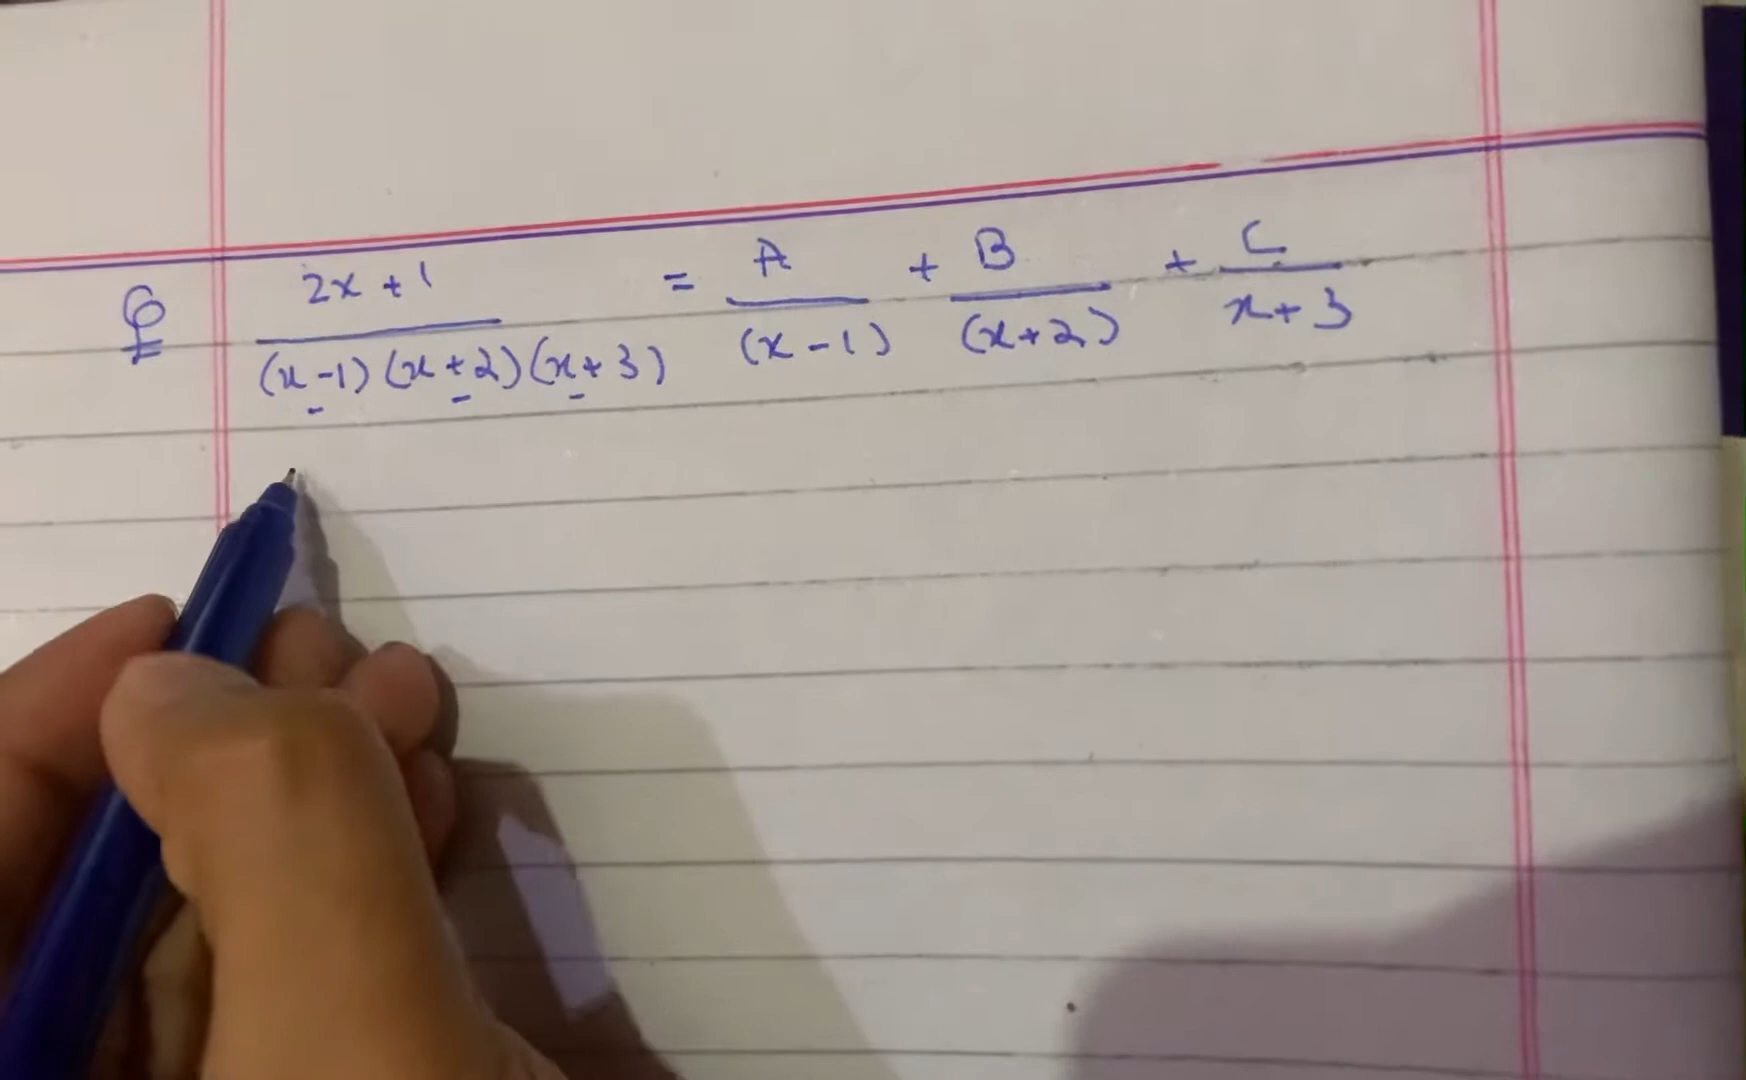 Q 2x + 1 / (x - 1) (x + 2) (x + 3) = A / (x - 1) + B / (x + 2) + C / x + 3